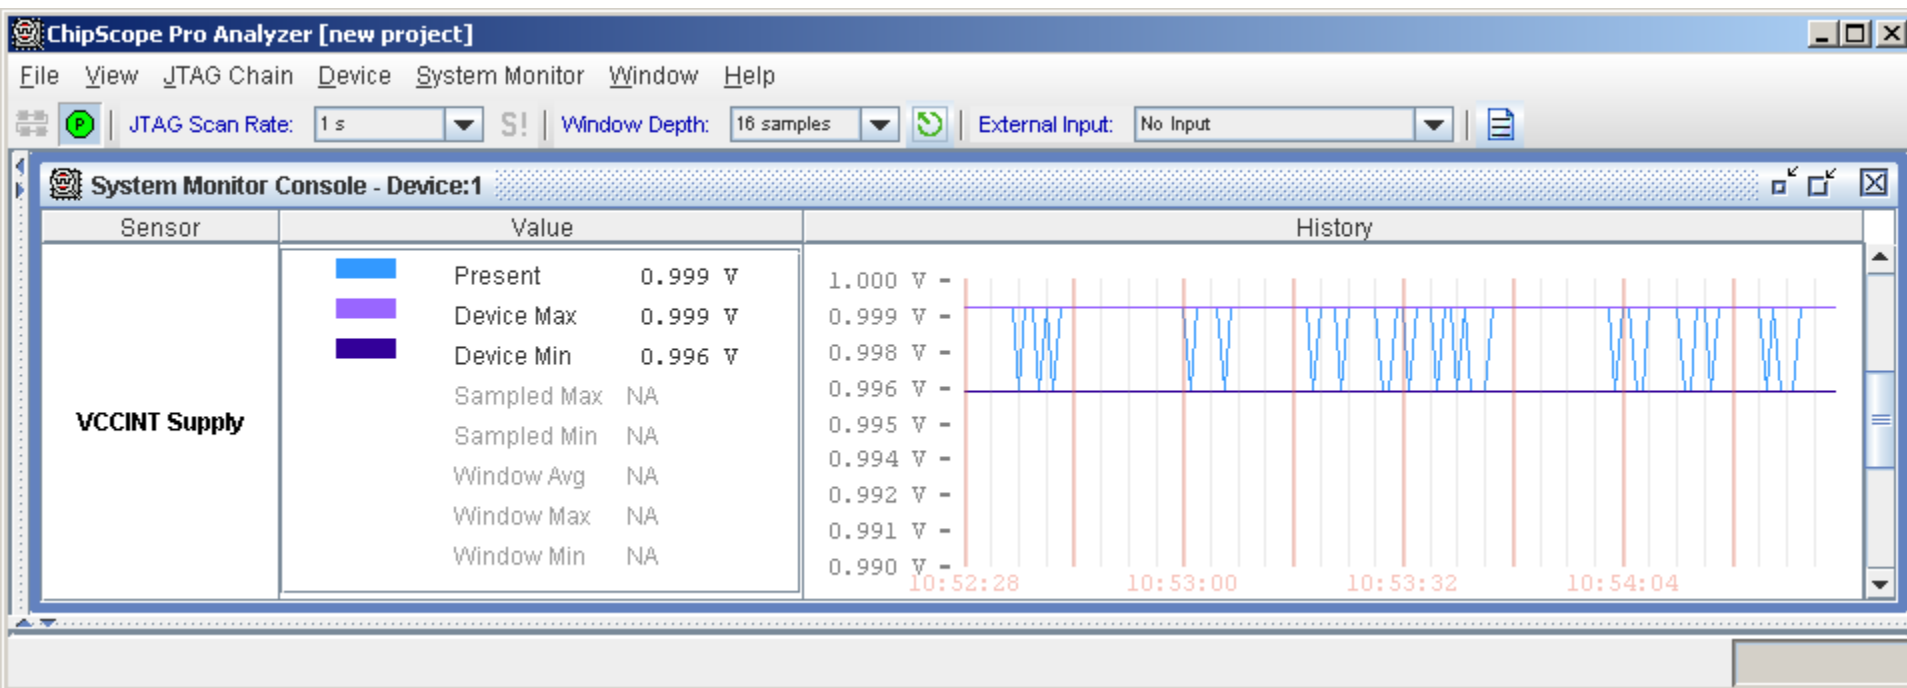 ChipScope Pro Analyzer [new project]
File View JTAG Chain Device System Monitor Window Help
JTAG Scan Rate: 1 s S! Window Depth: 16 samples External Input: No Input
System Monitor Console - Device:1
Sensor Value History
VCCINT Supply
Present 0.999 V
Device Max 0.999 V
Device Min 0.996 V
Sampled Max NA
Sampled Min NA
Window Avg NA
Window Max NA
Window Min NA
1.000 V
0.999 V
0.998 V
0.996 V
0.995 V
0.994 V
0.992 V
0.991 V
0.990 V
10:52:28 10:53:00 10:53:32 10:54:04